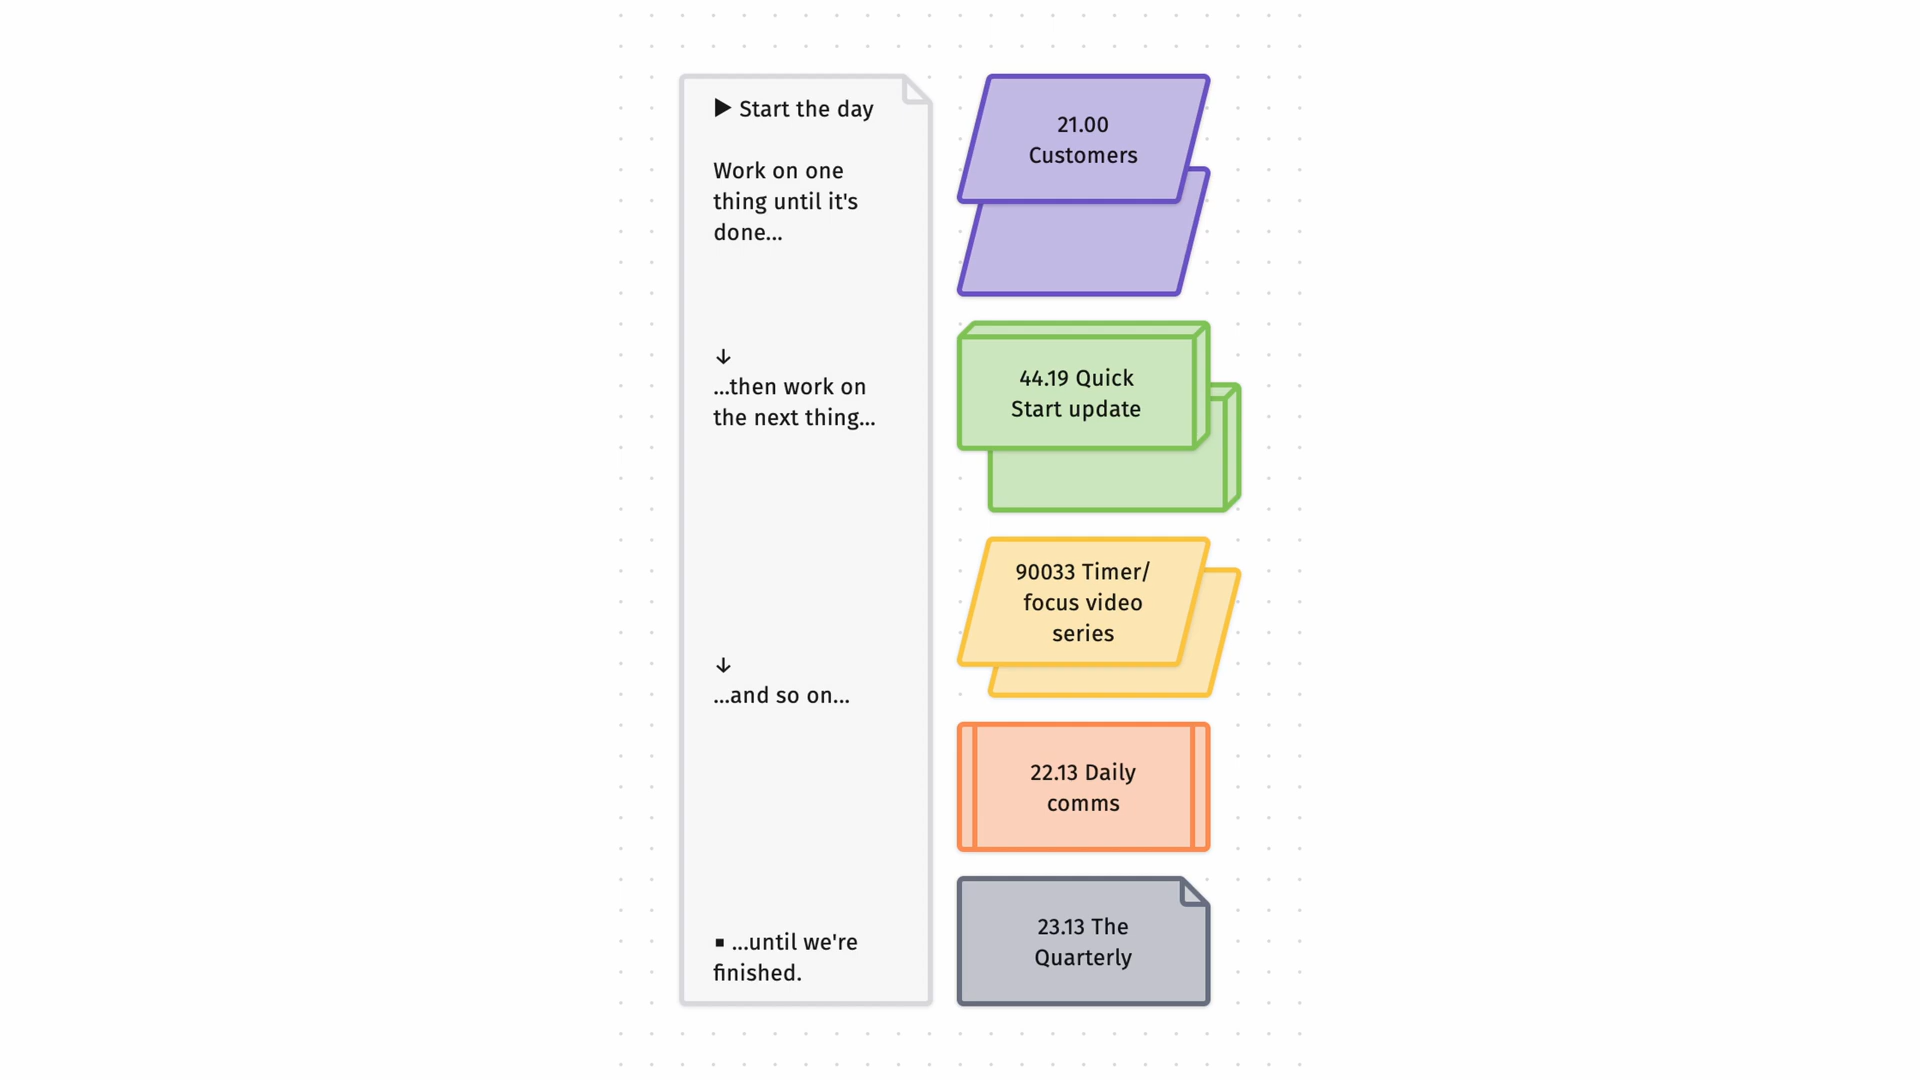 ▶ Start the day
Work on one
thing until it's
done...
↓
...then work on
the next thing...
↓
...and so on...
▪ ...until we're
finished.
21.00
Customers
44.19 Quick
Start update
90033 Timer/
focus video
series
22.13 Daily
comms
23.13 The
Quarterly